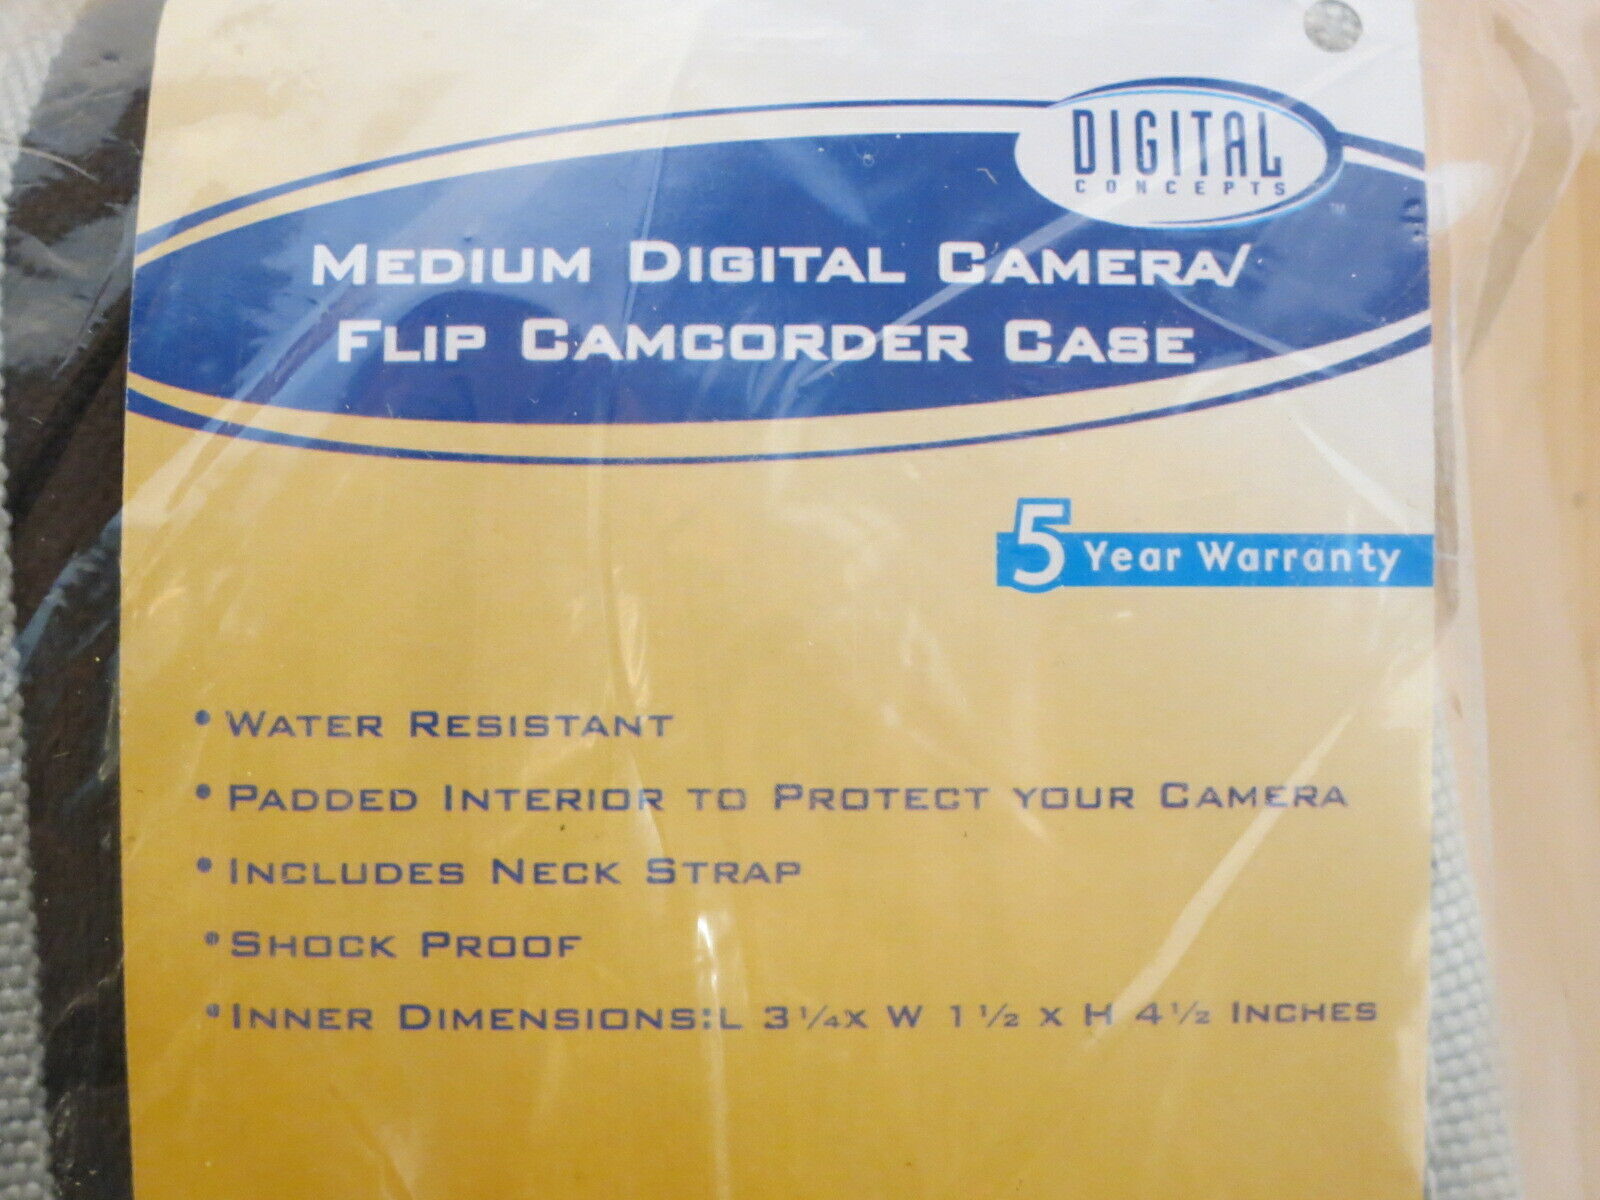 DIGITAL
CONCEPTS
TM
MEDIUM DIGITAL CAMERA/
FLIP CAMCORDER CASE
5 Year Warranty
• WATER RESISTANT
• PADDED INTERIOR TO PROTECT YOUR CAMERA
• INCLUDES NECK STRAP
• SHOCK PROOF
• INNER DIMENSIONS:L 3¼X W 1½ X H 4½ INCHES